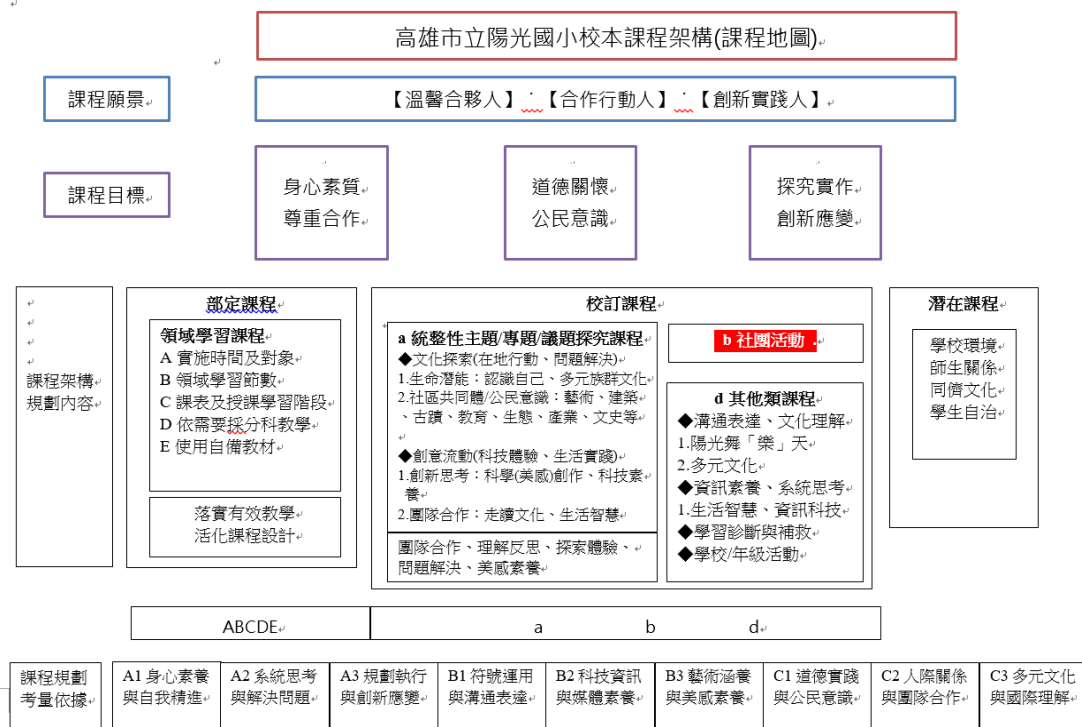 高雄市立陽光國小校本課程架構(課程地圖)
課程願景
【溫馨合夥人】‧【合作行動人】‧【創新實踐人】
課程目標
身心素質
尊重合作
道德關懷
公民意識
探究實作
創新應變
課程架構
規劃內容
部定課程
領域學習課程
A 實施時間及對象
B 領域學習節數
C 課表及授課學習階段
D 依需要採分科教學
E 使用自備教材
落實有效教學
活化課程設計
校訂課程
a 統整性主題/專題/議題探究課程
◆文化探索(在地行動、問題解決)
1.生命潛能：認識自己、多元族群文化
2.社區共同體/公民意識：藝術、建築
、古蹟、教育、生態、產業、文史等
◆創意流動(科技體驗、生活實踐)
1.創新思考：科學(美感)創作、科技素
養
2.團隊合作：走讀文化、生活智慧
團隊合作、理解反思、探索體驗、
問題解決、美感素養
b 社團活動 .
d 其他類課程
◆溝通表達、文化理解
1.陽光舞「樂」天
2.多元文化
◆資訊素養、系統思考
1.生活智慧、資訊科技
◆學習診斷與補救
◆學校/年級活動
潛在課程
學校環境
師生關係
同儕文化
學生自治
ABCDE
a b d
課程規劃
考量依據
A1 身心素養
與自我精進
A2 系統思考
與解決問題
A3 規劃執行
與創新應變
B1 符號運用
與溝通表達
B2 科技資訊
與媒體素養
B3 藝術涵養
與美感素養
C1 道德實踐
與公民意識
C2 人際關係
與團隊合作
C3 多元文化
與國際理解